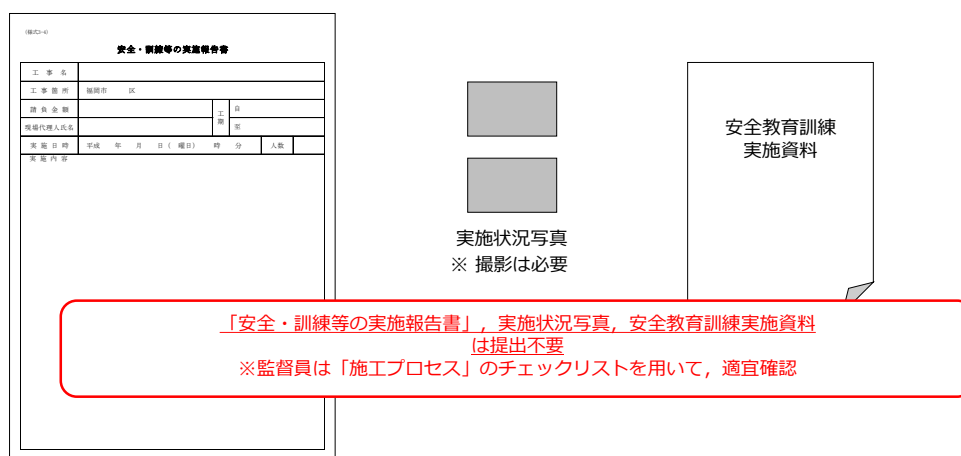 (様式3-4)
安全・訓練等の実施報告書
工 事 名
工 事 箇 所 福岡市 区
請 負 金 額 工期 自
現場代理人氏名 至
実 施 日 時 平成 年 月 日 ( 曜日) 時 分 人数
実 施 内 容
実施状況写真
※ 撮影は必要
安全教育訓練
実施資料
「安全・訓練等の実施報告書」，実施状況写真，安全教育訓練実施資料
は提出不要
※監督員は「施工プロセス」のチェックリストを用いて，適宜確認